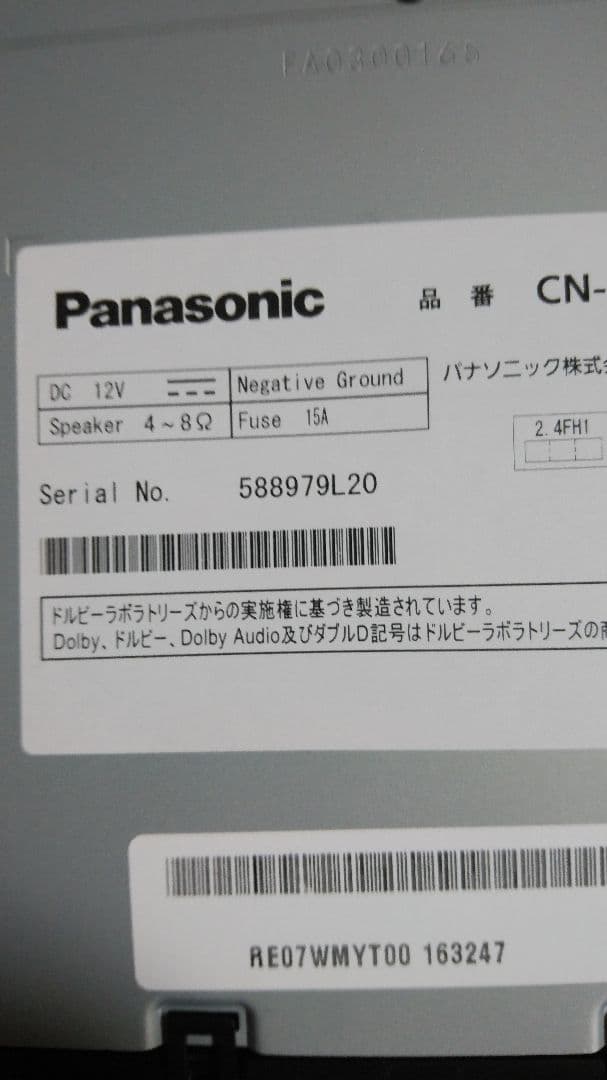 FA0300165
Panasonic 品番 CN-
DC 12V Negative Ground
Speaker 4~8Ω Fuse 15A
パナソニック株式会
2.4FH1
Serial No. 588979L20
ドルビーラボラトリーズからの実施権に基づき製造されています。
Dolby、ドルビー、Dolby Audio及びダブルD記号はドルビーラボラトリーズの商
RE07WMYT00 163247